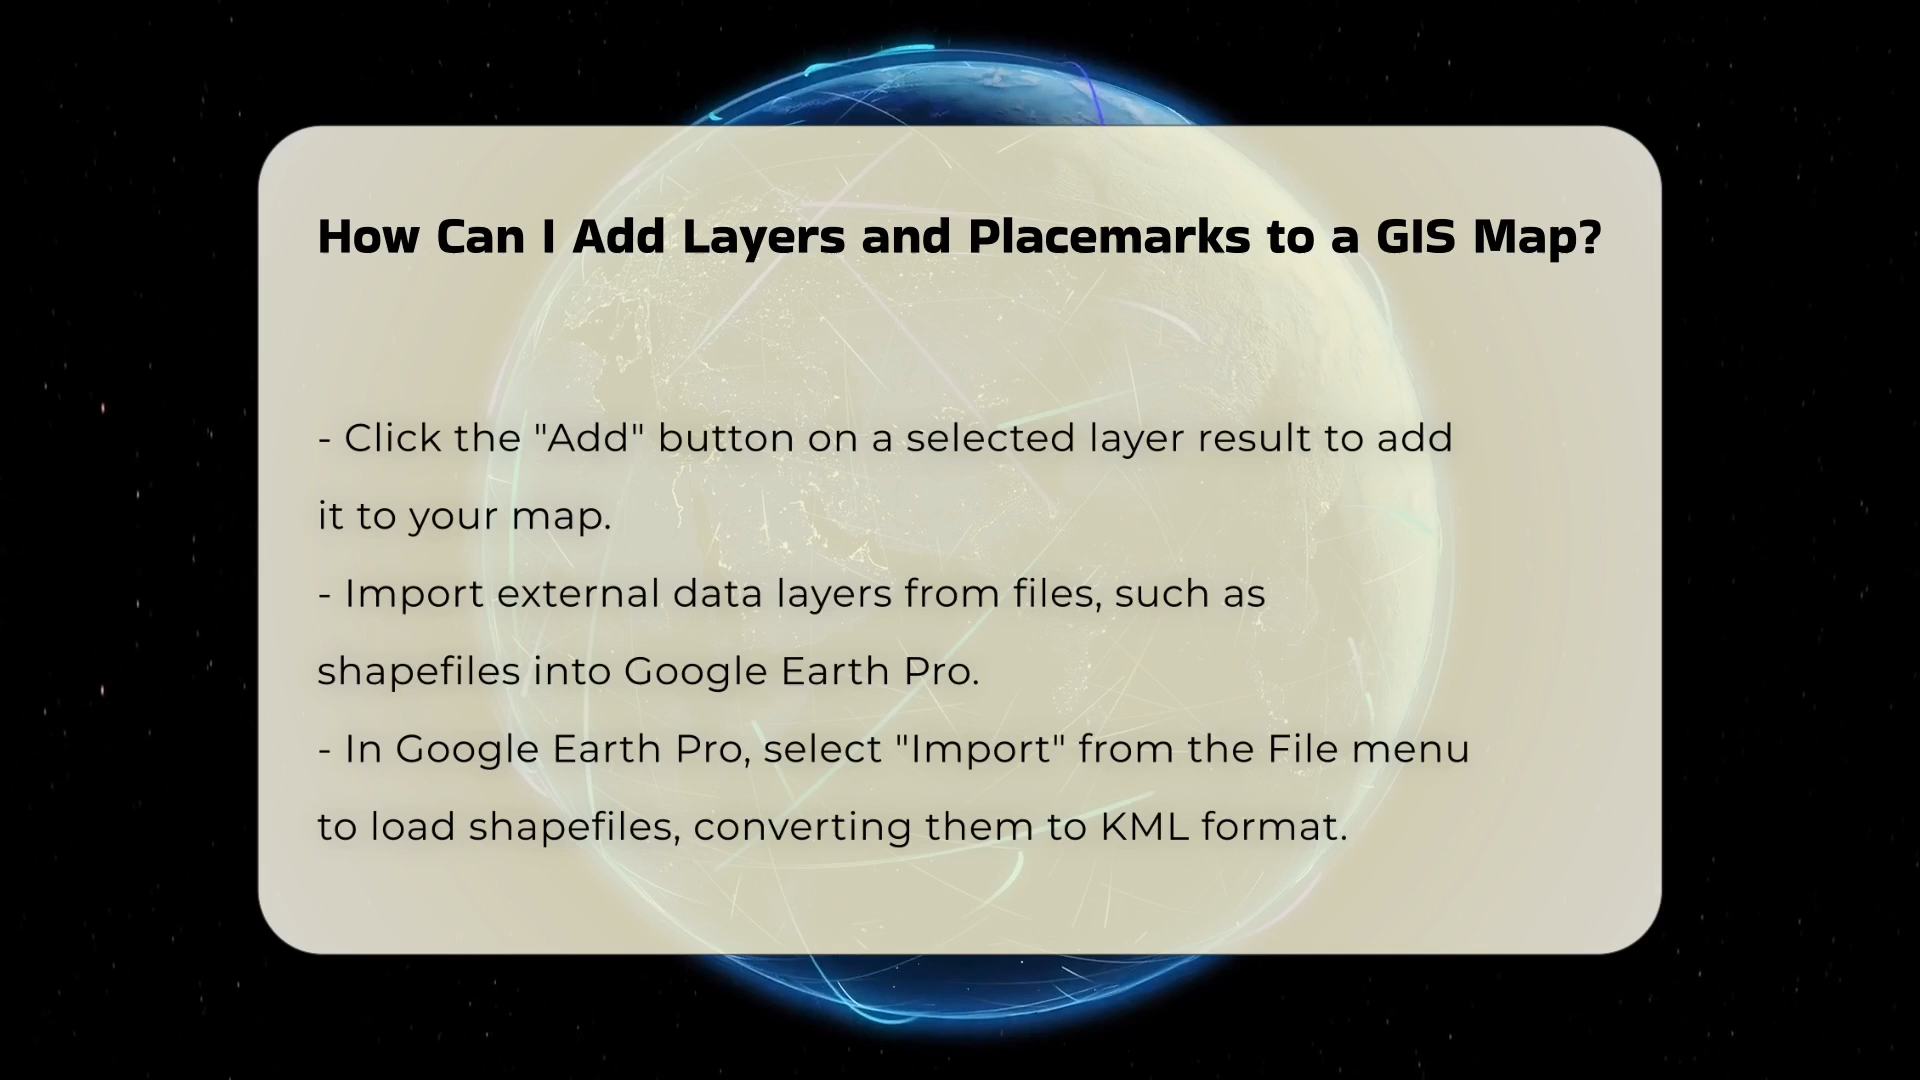 How Can I Add Layers and Placemarks to a GIS Map?
- Click the "Add" button on a selected layer result to add
it to your map.
- Import external data layers from files, such as
shapefiles into Google Earth Pro.
- In Google Earth Pro, select "Import" from the File menu
to load shapefiles, converting them to KML format.